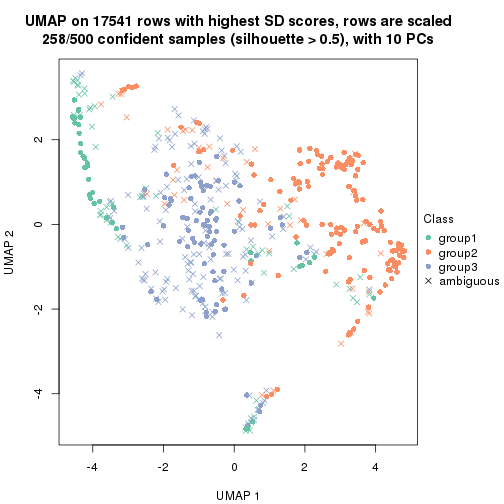 UMAP on 17541 rows with highest SD scores, rows are scaled
258/500 confident samples (silhouette > 0.5), with 10 PCs
2
0
-2
-4
UMAP 2
-4
-2
0
2
4
UMAP 1
Class
group1
group2
group3
ambiguous